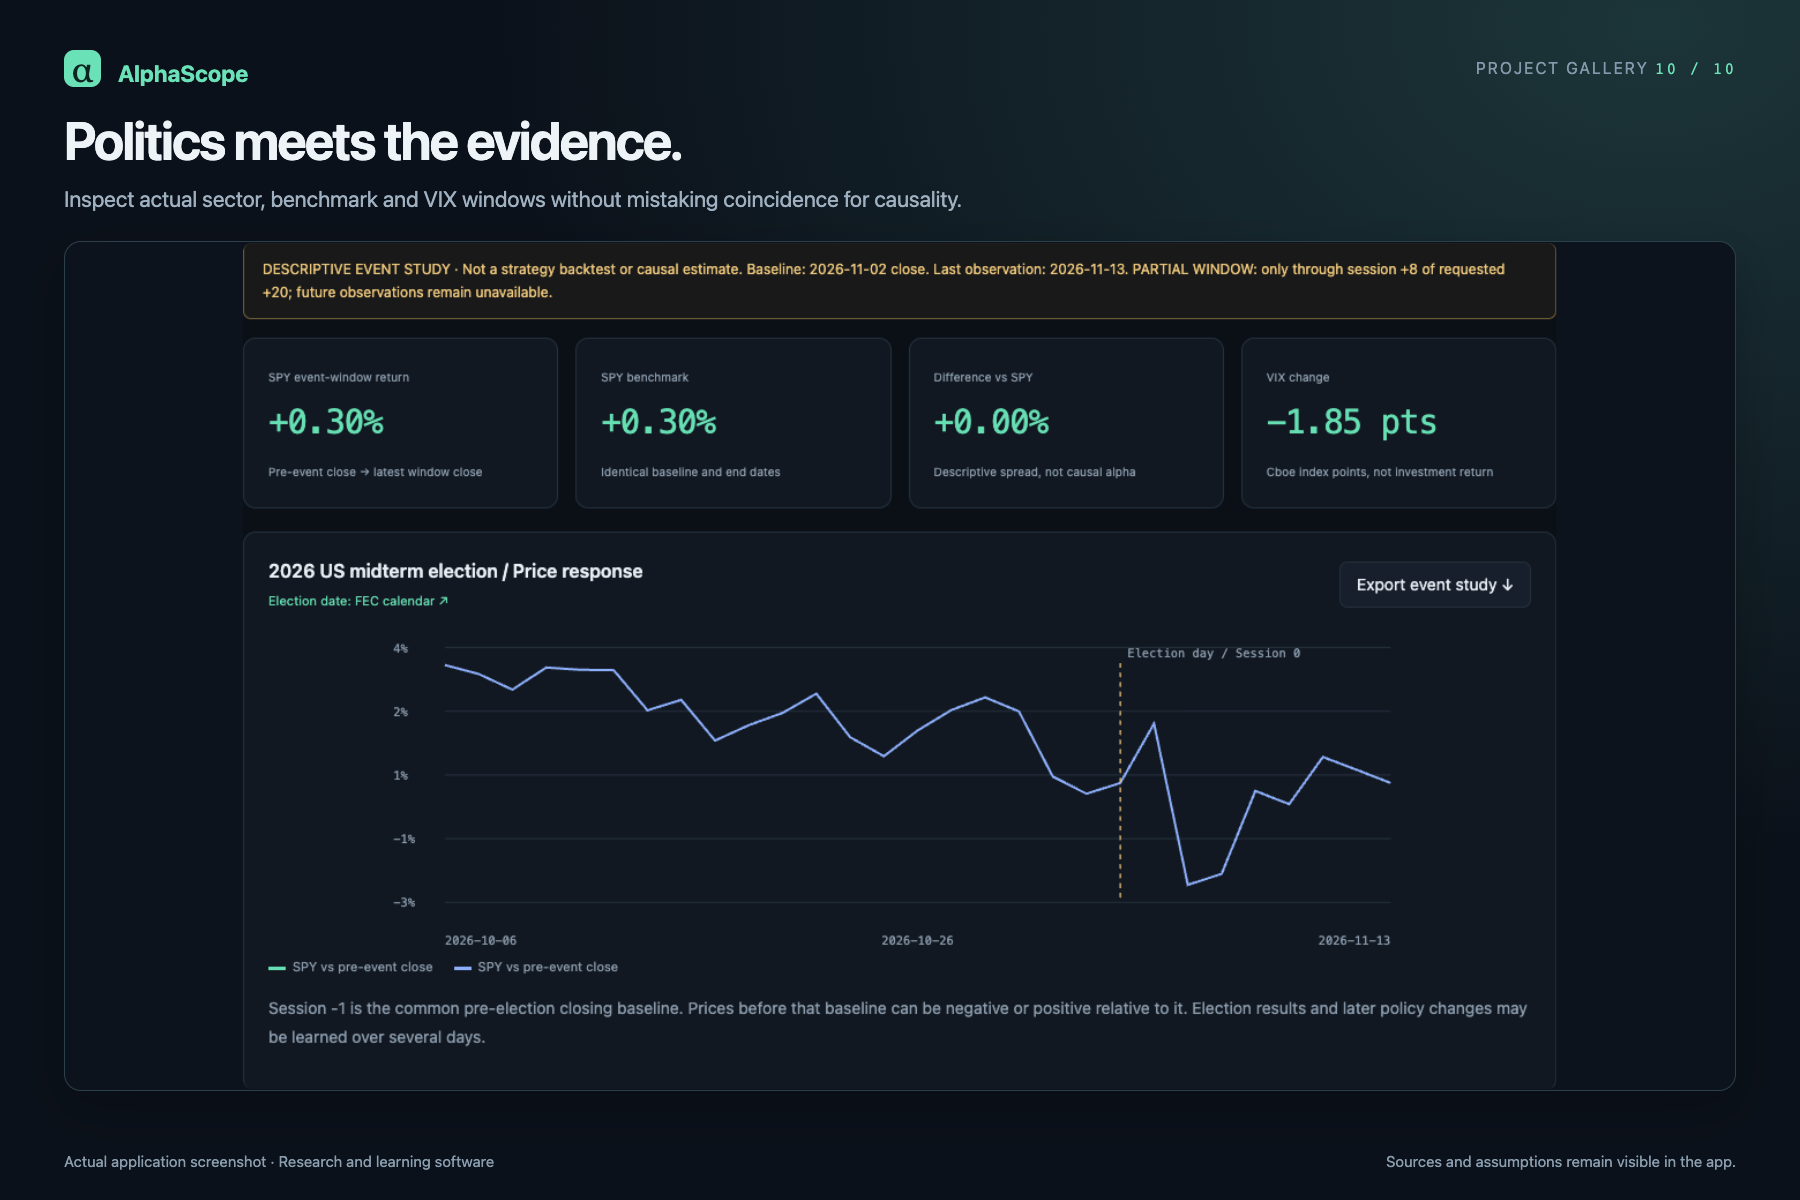 α AlphaScope
PROJECT GALLERY 10 / 10
Politics meets the evidence.
Inspect actual sector, benchmark and VIX windows without mistaking coincidence for causality.
DESCRIPTIVE EVENT STUDY · Not a strategy backtest or causal estimate. Baseline: 2026-11-02 close. Last observation: 2026-11-13. PARTIAL WINDOW: only through session +8 of requested
+20; future observations remain unavailable.
SPY event-window return
+0.30%
Pre-event close → latest window close
SPY benchmark
+0.30%
Identical baseline and end dates
Difference vs SPY
+0.00%
Descriptive spread, not causal alpha
VIX change
−1.85 pts
Cboe index points, not investment return
2026 US midterm election / Price response
Election date: FEC calendar ↗
Export event study ↓
4%
2%
1%
−1%
−3%
Election day / Session 0
2026-10-06
2026-10-26
2026-11-13
SPY vs pre-event close
SPY vs pre-event close
Session -1 is the common pre-election closing baseline. Prices before that baseline can be negative or positive relative to it. Election results and later policy changes may
be learned over several days.
Actual application screenshot · Research and learning software
Sources and assumptions remain visible in the app.